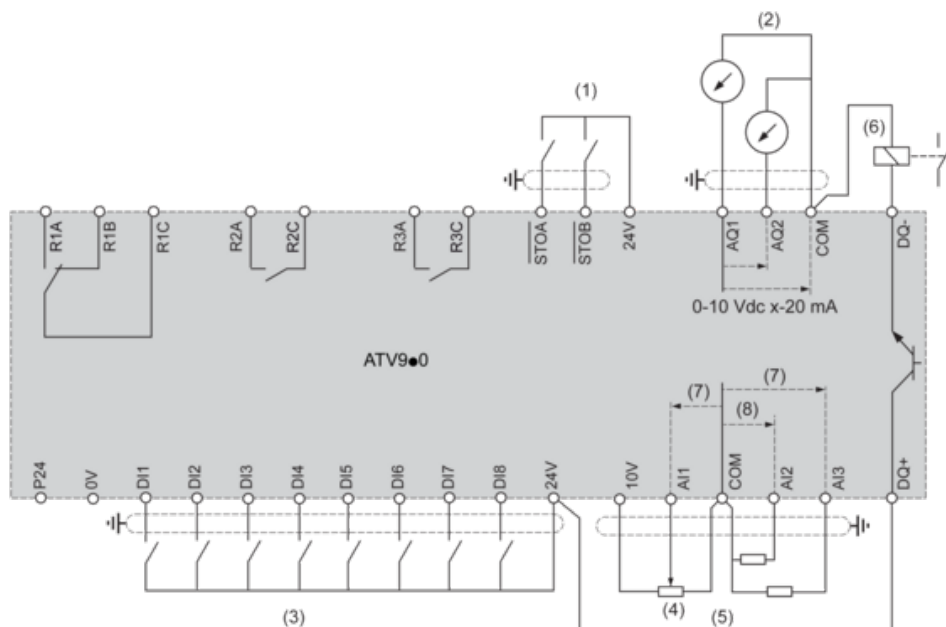 (1)
(2)
(6)
R1A
R1B
R1C
R2A
R2C
R3A
R3C
STOA
STOB
24V
AQ1
AQ2
COM
DQ-
0-10 Vdc x-20 mA
ATV9●0
(7)
(7)
(8)
P24
0V
DI1
DI2
DI3
DI4
DI5
DI6
DI7
DI8
24V
10V
AI1
COM
AI2
AI3
DQ+
(3)
(4)
(5)